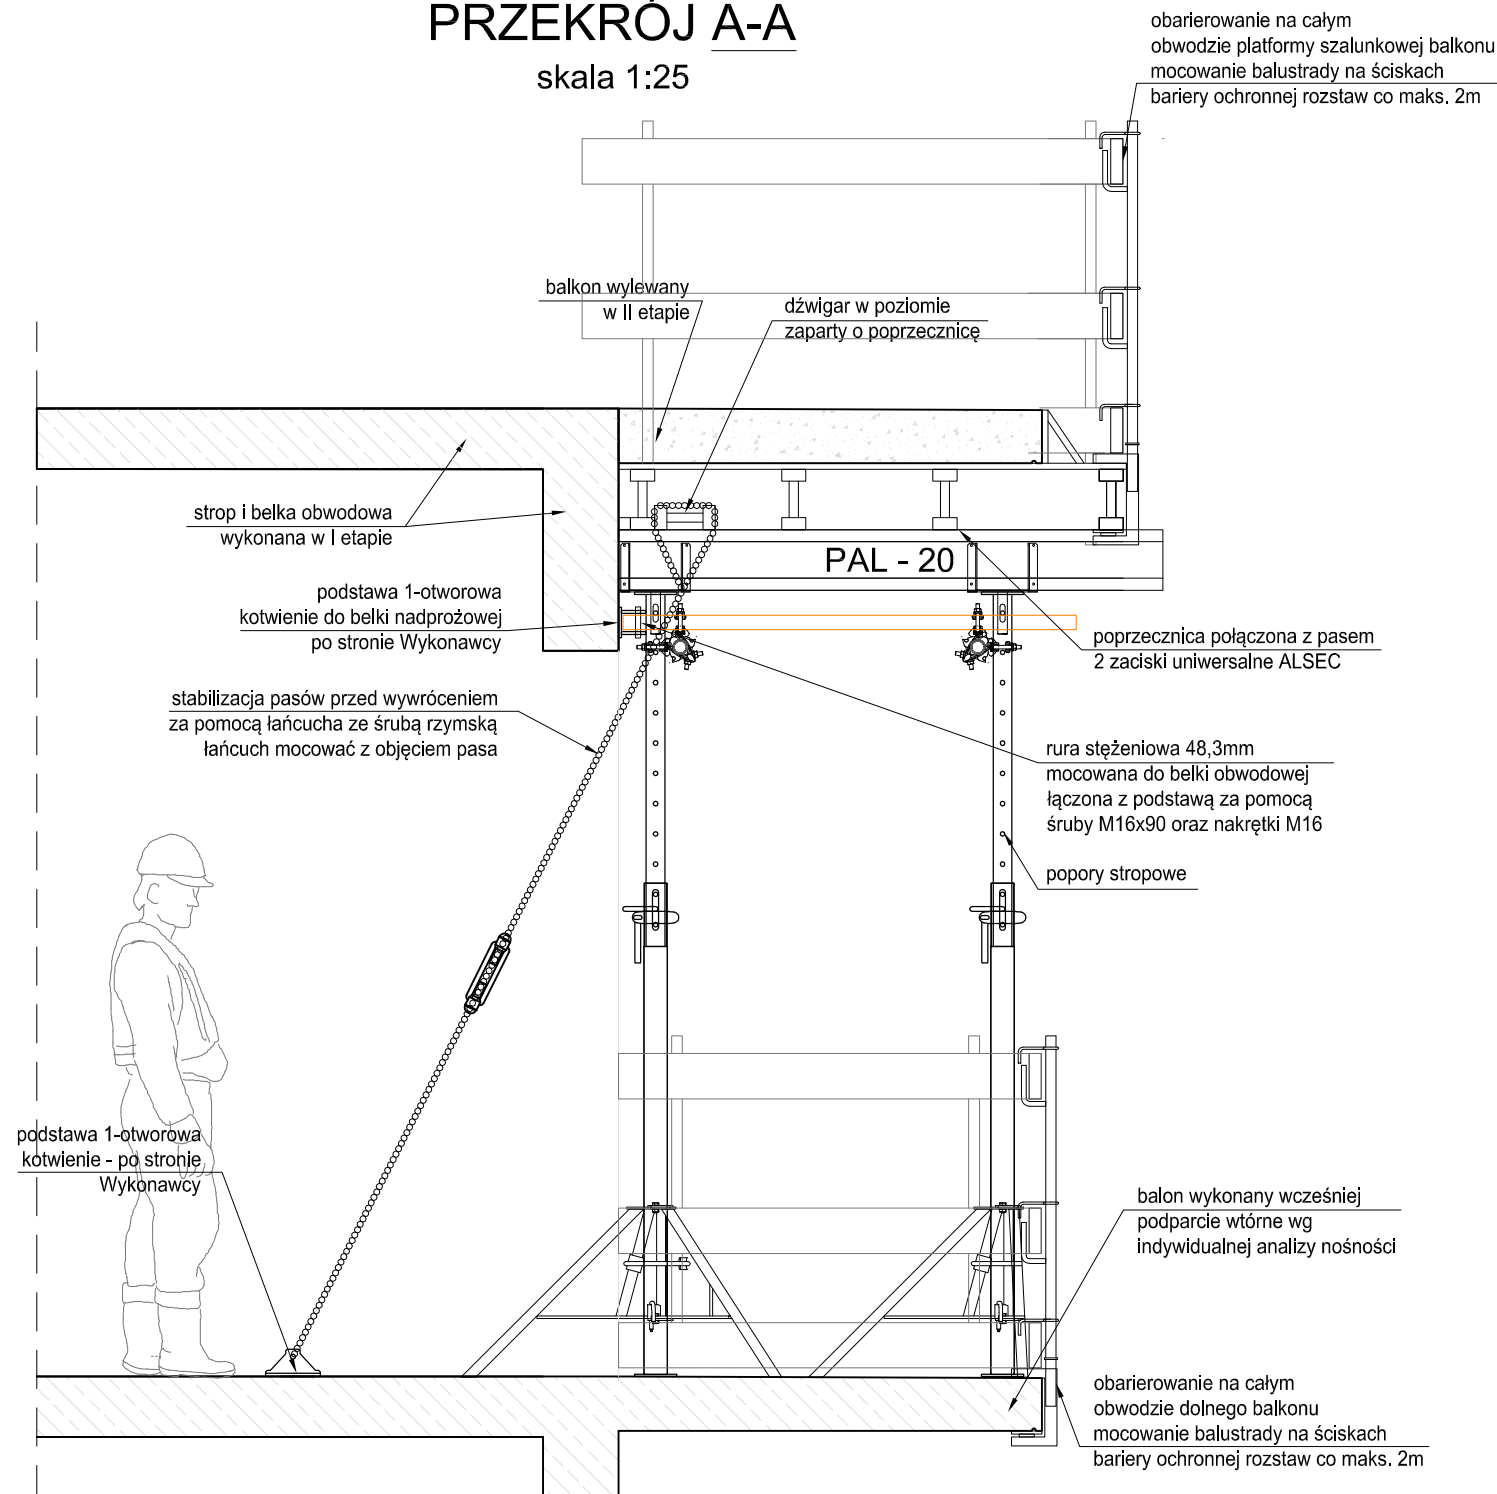 PRZEKRÓJ A-A
skala 1:25
obarierowanie na całym
obwodzie platformy szalunkowej balkonu
mocowanie balustrady na ściskach
bariery ochronnej rozstaw co maks. 2m
balkon wylewany
w II etapie
dźwigar w poziomie
zaparty o poprzecznicę
strop i belka obwodowa
wykonana w I etapie
PAL - 20
podstawa 1-otworowa
kotwienie do belki nadprożowej
po stronie Wykonawcy
poprzecznica połączona z pasem
2 zaciski uniwersalne ALSEC
stabilizacja pasów przed wywróceniem
za pomocą łańcucha ze śrubą rzymską
łańcuch mocować z objęciem pasa
rura stężeniowa 48,3mm
mocowana do belki obwodowej
łączona z podstawą za pomocą
śruby M16x90 oraz nakrętki M16
popory stropowe
podstawa 1-otworowa
kotwienie - po stronie
Wykonawcy
balon wykonany wcześniej
podparcie wtórne wg
indywidualnej analizy nośności
obarierowanie na całym
obwodzie dolnego balkonu
mocowanie balustrady na ściskach
bariery ochronnej rozstaw co maks. 2m